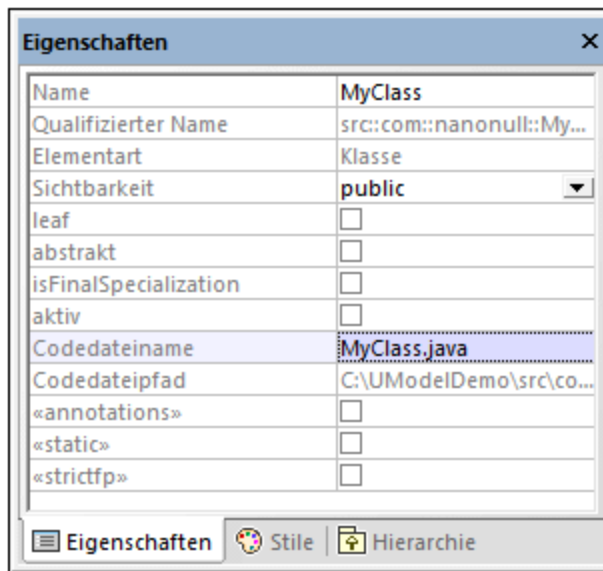 Eigenschaften
Name MyClass
Qualifizierter Name src::com::nanonull::My...
Elementart Klasse
Sichtbarkeit public
leaf
abstrakt
isFinalSpecialization
aktiv
Codedateiname MyClass.java
Codedateipfad C:\UModelDemo\src\co...
«annotations»
«static»
«strictfp»
Eigenschaften Stile Hierarchie